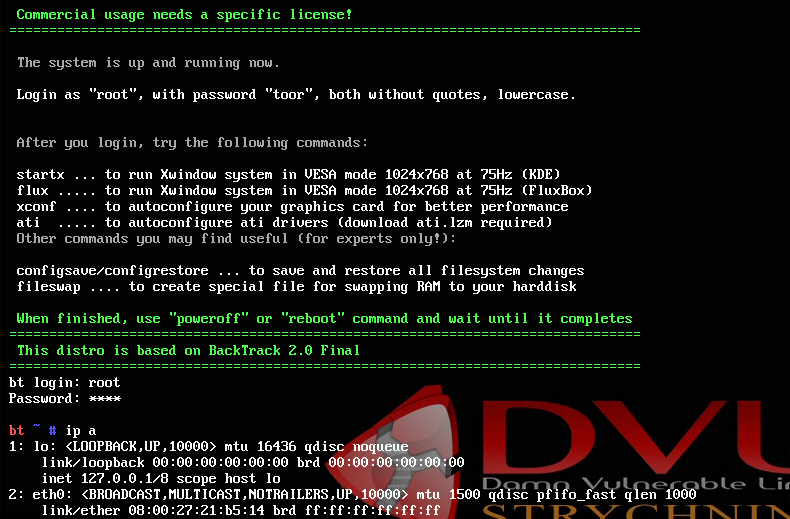 Commercial usage needs a specific license!
===============================================================================
The system is up and running now.
Login as "root", with password "toor", both without quotes, lowercase.
After you login, try the following commands:
startx ... to run Xwindow system in VESA mode 1024x768 at 75Hz (KDE)
flux ..... to run Xwindow system in VESA mode 1024x768 at 75Hz (FluxBox)
xconf .... to autoconfigure your graphics card for better performance
ati  ..... to autoconfigure ati drivers (download ati.lzm required)
Other commands you may find useful (for experts only!):
configsave/configrestore ... to save and restore all filesystem changes
fileswap .... to create special file for swapping RAM to your harddisk
When finished, use "poweroff" or "reboot" command and wait until it completes
===============================================================================
This distro is based on BackTrack 2.0 Final
===============================================================================
bt login: root
Password: ****
bt ~ # ip a
1: lo: <LOOPBACK,UP,10000> mtu 16436 qdisc noqueue
link/loopback 00:00:00:00:00:00 brd 00:00:00:00:00:00
inet 127.0.0.1/8 scope host lo
2: eth0: <BROADCAST,MULTICAST,NOTRAILERS,UP,10000> mtu 1500 qdisc pfifo_fast qlen 1000
link/ether 08:00:27:21:b5:14 brd ff:ff:ff:ff:ff:ff
DVL
Damn Vulnerable Li
STRYCHNIN